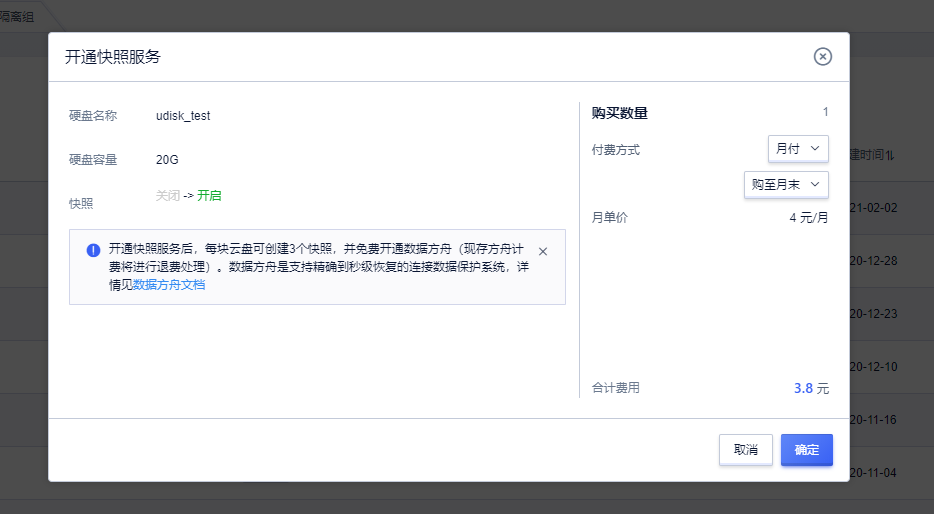 隔离组
开通快照服务
硬盘名称 udisk_test
硬盘容量 20G
快照 关闭 -> 开启
开通快照服务后，每块云盘可创建3个快照，并免费开通数据方舟（现存方舟计
费将进行退费处理）。数据方舟是支持精确到秒级恢复的连接数据保护系统，详
情见数据方舟文档
购买数量 1
付费方式 月付
购至月末
月单价 4 元/月
合计费用 3.8 元
取消 确定
建时间
21-02-02
20-12-28
20-12-23
20-12-10
20-11-16
20-11-04